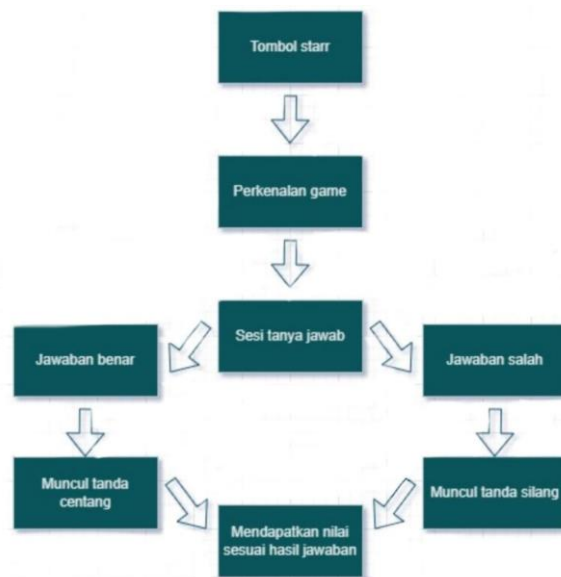 Tombol starr
Perkenalan game
Sesi tanya jawab
Jawaban benar
Jawaban salah
Muncul tanda
centang
Muncul tanda silang
Mendapatkan nilai
sesuai hasil jawaban